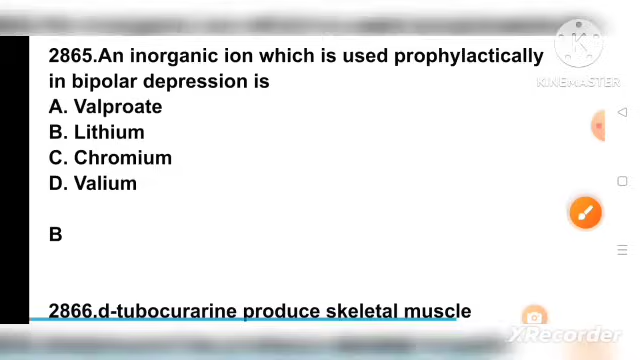 2865.An inorganic ion which is used prophylactically
in bipolar depression is
A. Valproate
B. Lithium
C. Chromium
D. Valium
B
2866.d-tubocurarine produce skeletal muscle
K
KINEMASTER
XRecorder